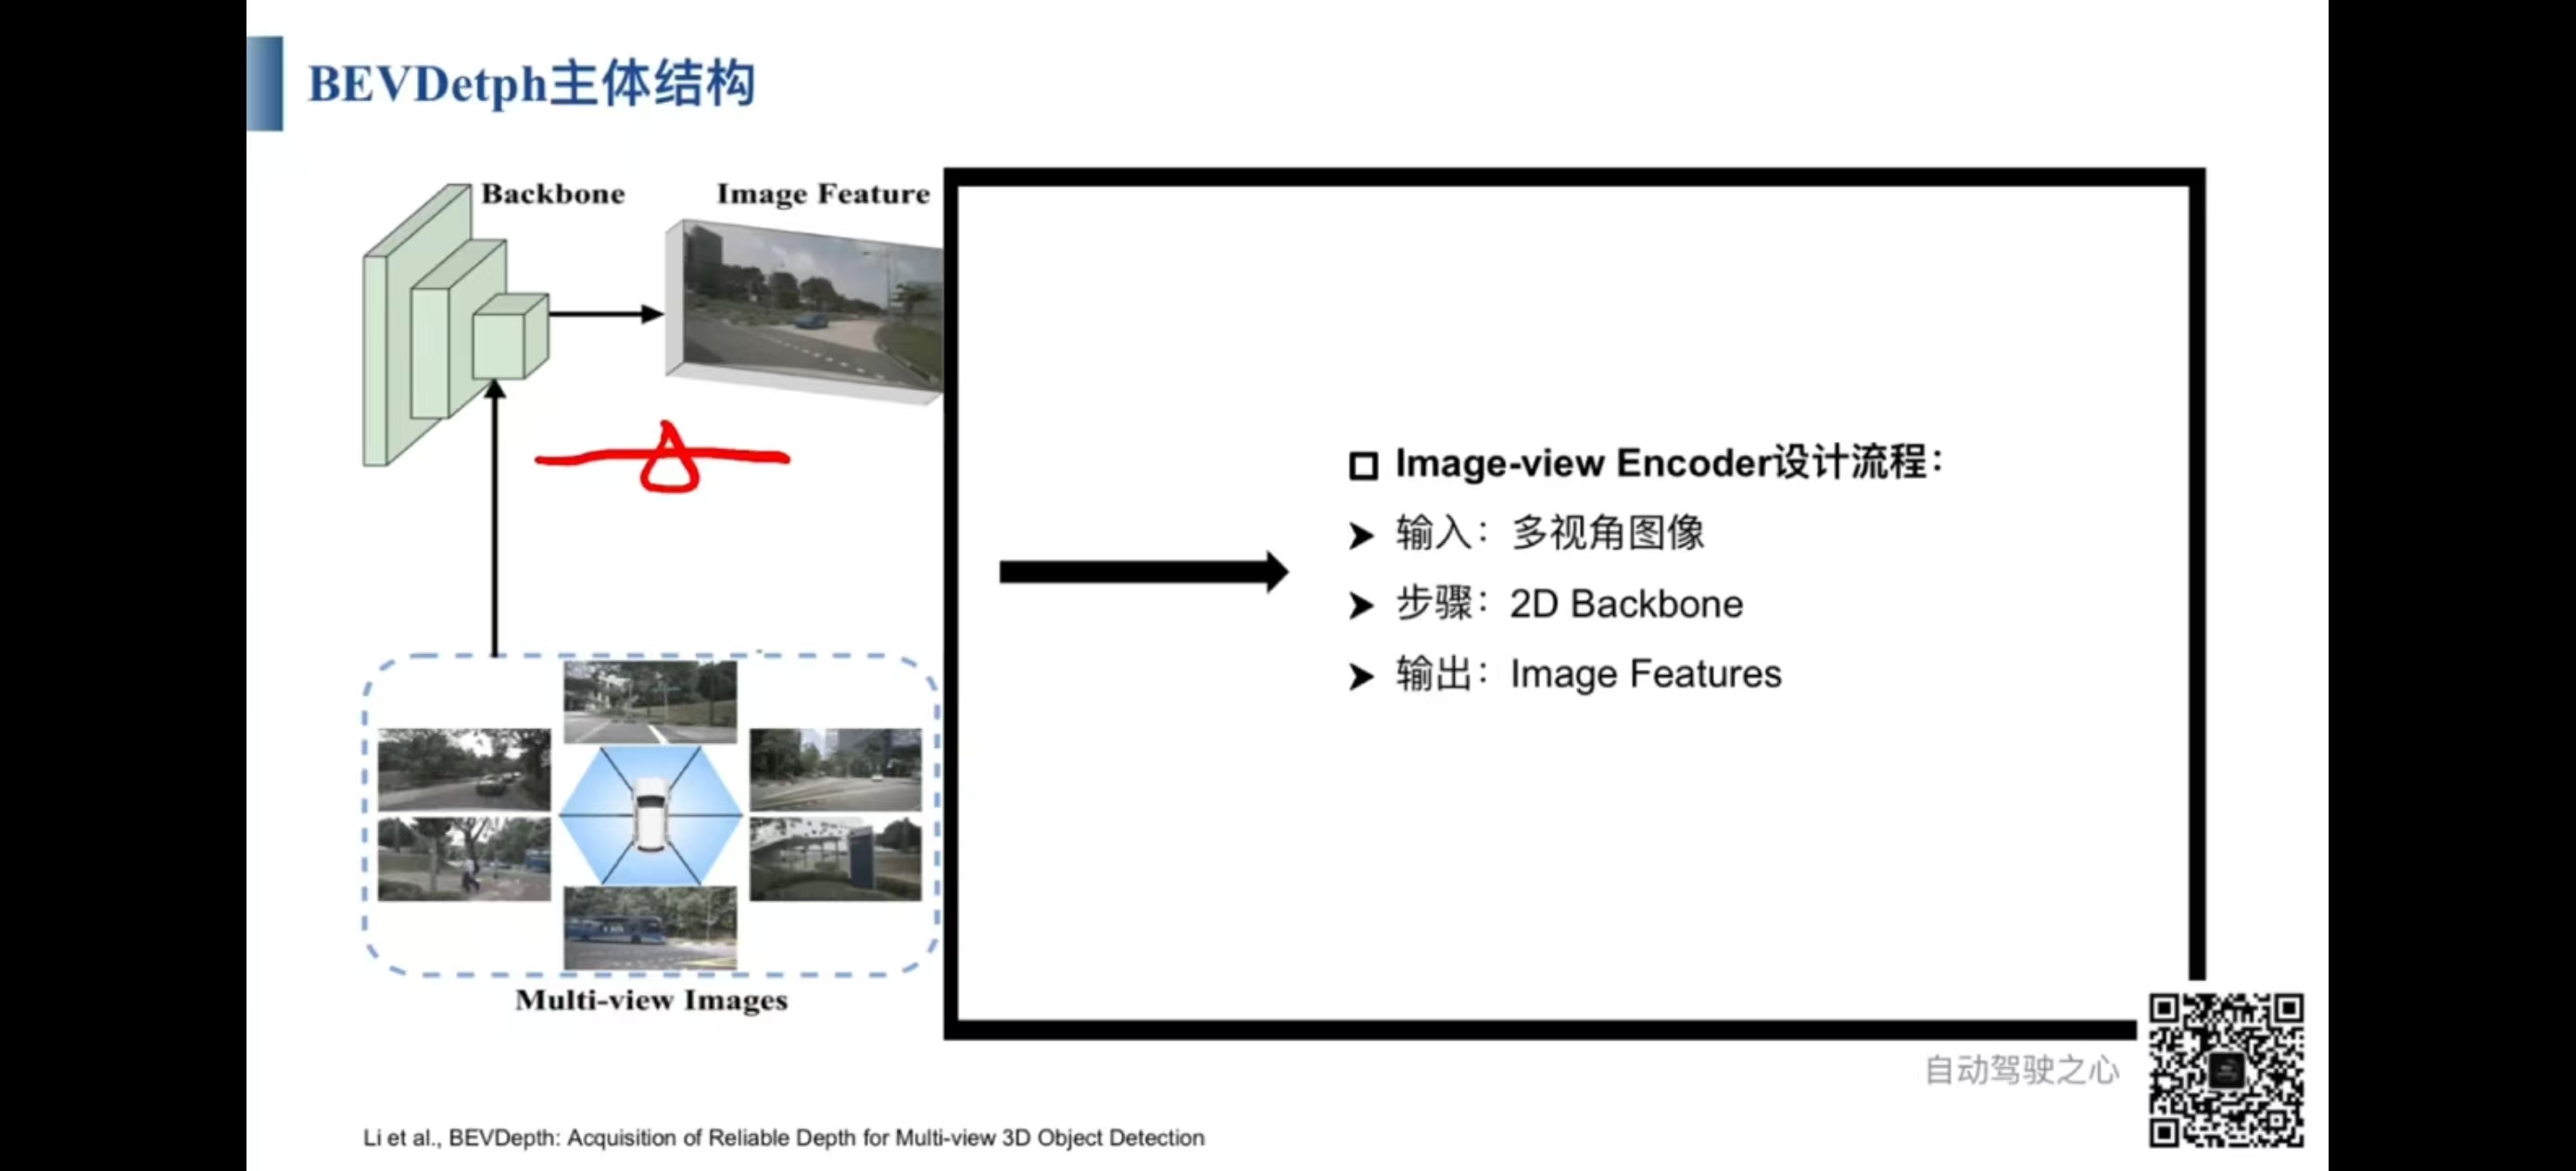 BEVDetph主体结构
Backbone
Image Feature
Multi-view Images
Image-view Encoder设计流程：
输入：多视角图像
步骤：2D Backbone
输出：Image Features
自动驾驶之心
Li et al., BEVDepth: Acquisition of Reliable Depth for Multi-view 3D Object Detection